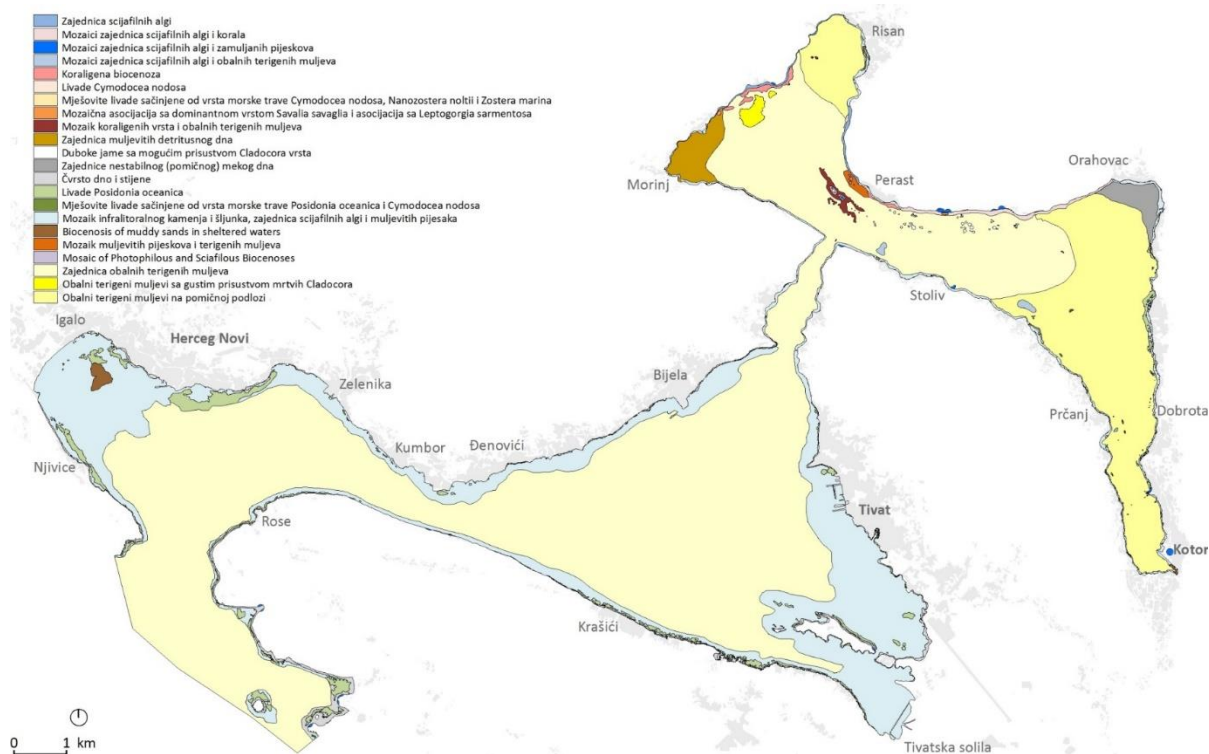 Zajednica scijafilnih algi
Mozaici zajednica scijafilnih algi i korala
Mozaici zajednica scijafilnih algi i zamuljanih pijeskova
Mozaici zajednica scijafilnih algi i obalnih terigenih muljeva
Koraligena biocenoza
Livade Cymodocea nodosa
Mješovite livade sačinjene od vrsta morske trave Cymodocea nodosa, Nanozostera noltii i Zostera marina
Mozaična asocijacija sa dominantnom vrstom Savalia savaglia i asocijacija sa Leptogorgia sarmentosa
Mozaik koraligenih vrsta i obalnih terigenih muljeva
Zajednica muljevitih detritusnog dna
Duboke jame sa mogućim prisustvom Cladocora vrsta
Zajednice nestabilnog (pomičnog) mekog dna
Čvrsto dno i stijene
Livade Posidonia oceanica
Mješovite livade sačinjene od vrsta morske trave Posidonia oceanica i Cymodocea nodosa
Mozaik infralitoralnog kamenja i šljunka, zajednica scijafilnih algi i muljevitih pijesaka
Biocenosis of muddy sands in sheltered waters
Mozaik muljevitih pijeskova i terigenih muljeva
Mosaic of Photophilous and Sciafilous Biocenoses
Zajednica obalnih terigenih muljeva
Obalni terigeni muljevi sa gustim prisustvom mrtvih Cladocora
Obalni terigeni muljevi na pomičnoj podlozi
Risan
Morinj
Perast
Orahovac
Stoliv
Igalo
Herceg Novi
Zelenika
Bijela
Prčanj
Dobrota
Kumbor
Đenovići
Njivice
Rose
Tivat
Kotor
Krašići
Tivatska solila
0 1 km